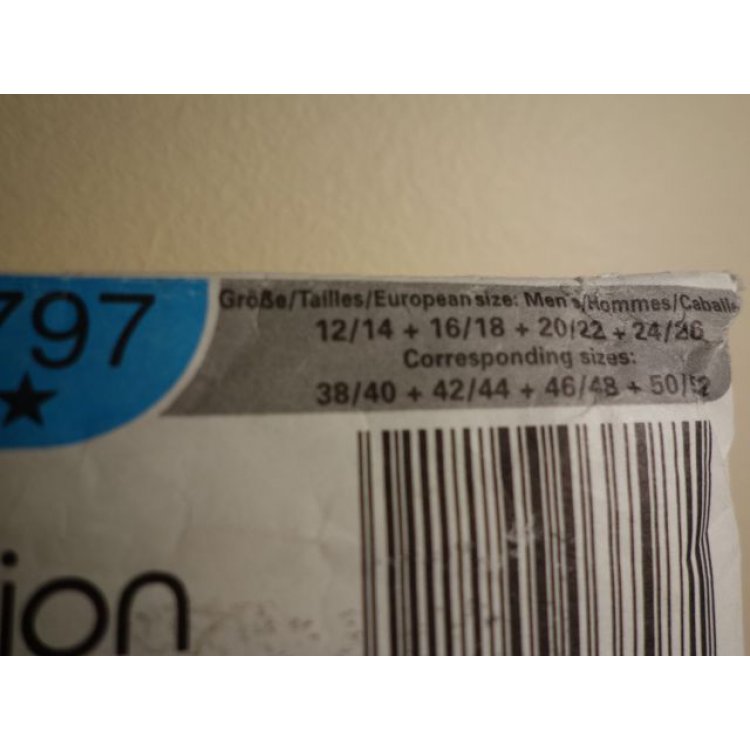 797
Größe/Tailles/European size: Men's/Hommes/Caballe
12/14 + 16/18 + 20/22 + 24/26
Corresponding sizes:
38/40 + 42/44 + 46/48 + 50/52
ion